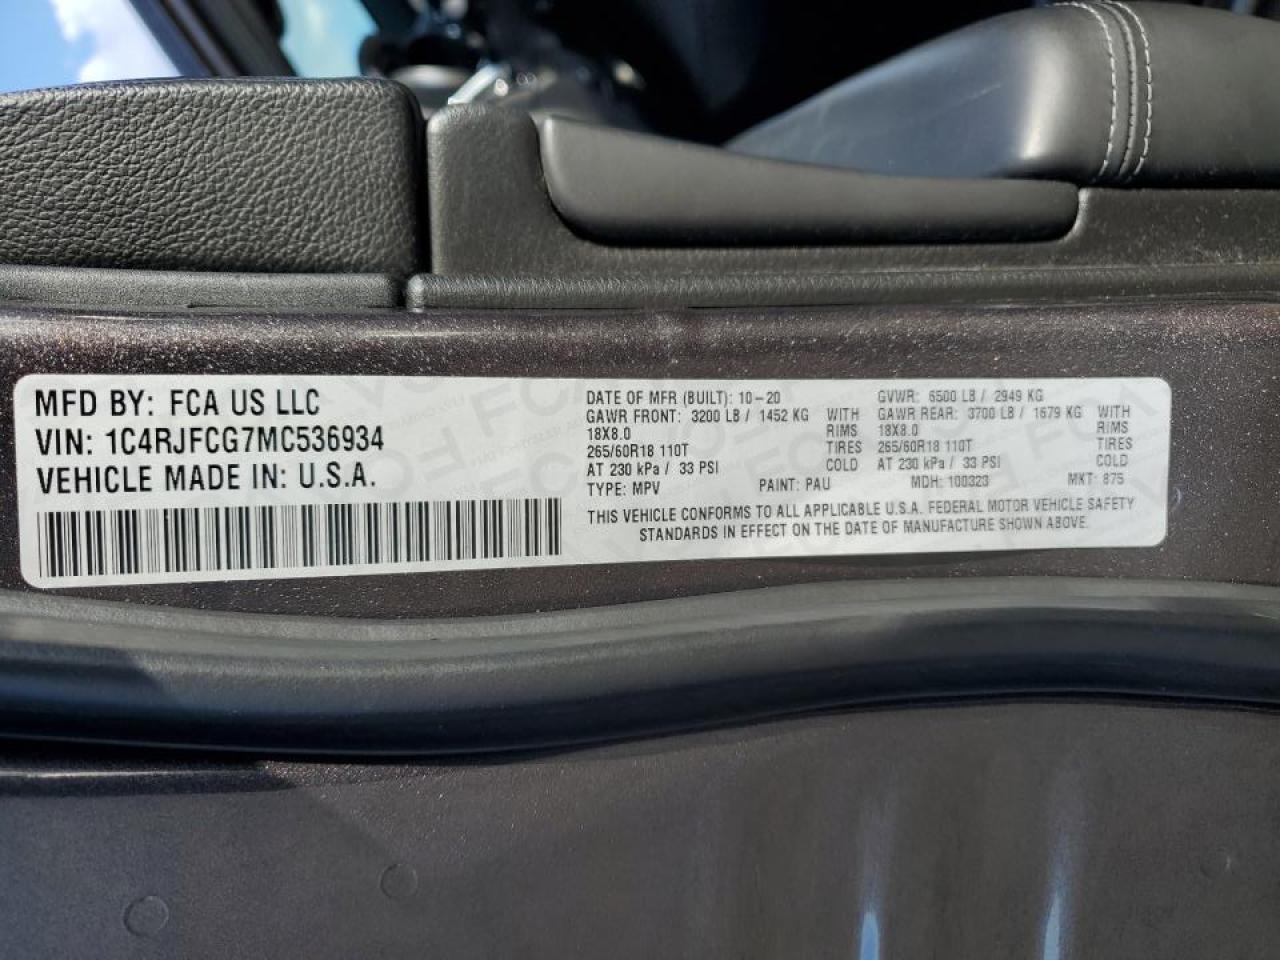 MFD BY: FCA US LLC
VIN: 1C4RJFCG7MC536934
VEHICLE MADE IN: U.S.A.
DATE OF MFR (BUILT): 10-20 GVWR: 6500 LB / 2949 KG
GAWR FRONT: 3200 LB / 1452 KG WITH GAWR REAR: 3700 LB / 1679 KG WITH
18X8.0 RIMS 18X8.0 RIMS
265/60R18 110T TIRES 265/60R18 110T TIRES
AT 230 kPa / 33 PSI COLD AT 230 kPa / 33 PSI COLD
TYPE: MPV PAINT: PAU MDH: 100323 MKT: 875
THIS VEHICLE CONFORMS TO ALL APPLICABLE U.S.A. FEDERAL MOTOR VEHICLE SAFETY
STANDARDS IN EFFECT ON THE DATE OF MANUFACTURE SHOWN ABOVE.